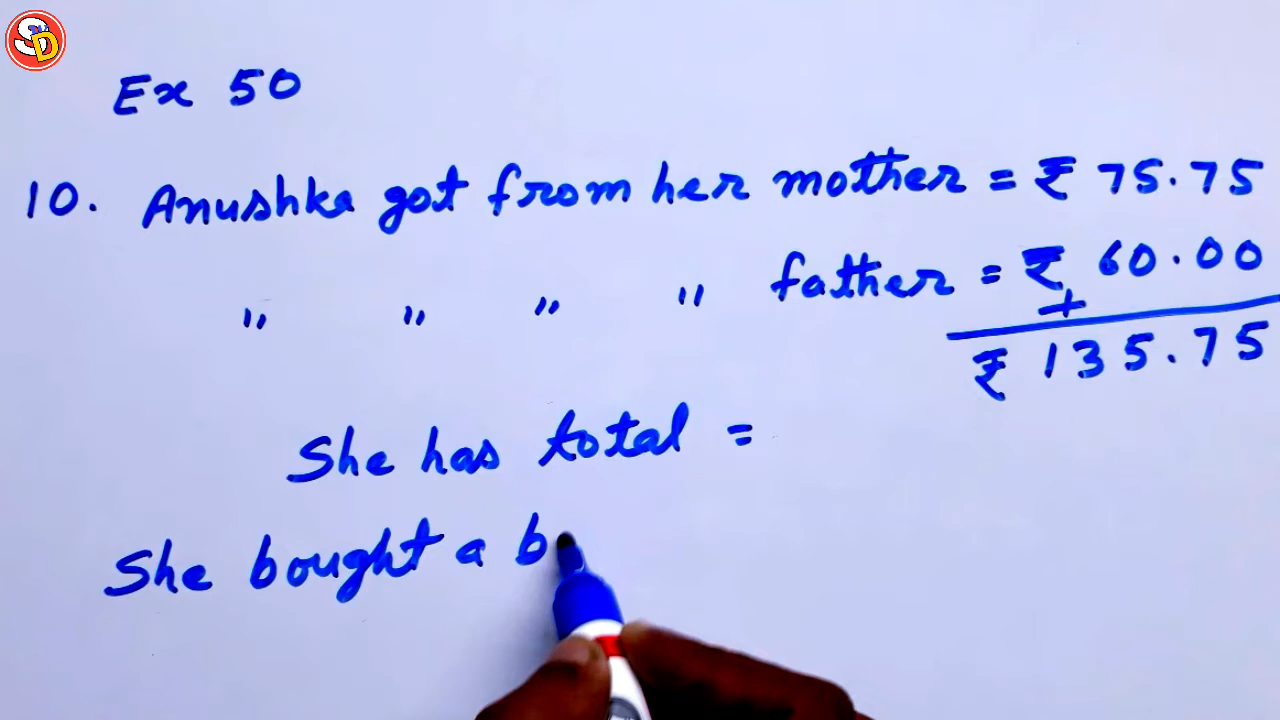 SD
Ex 50
10. Anushka got from her mother = ₹ 75.75
" " " " father = ₹ 60.00
+
₹ 135.75
She has total =
She bought a b